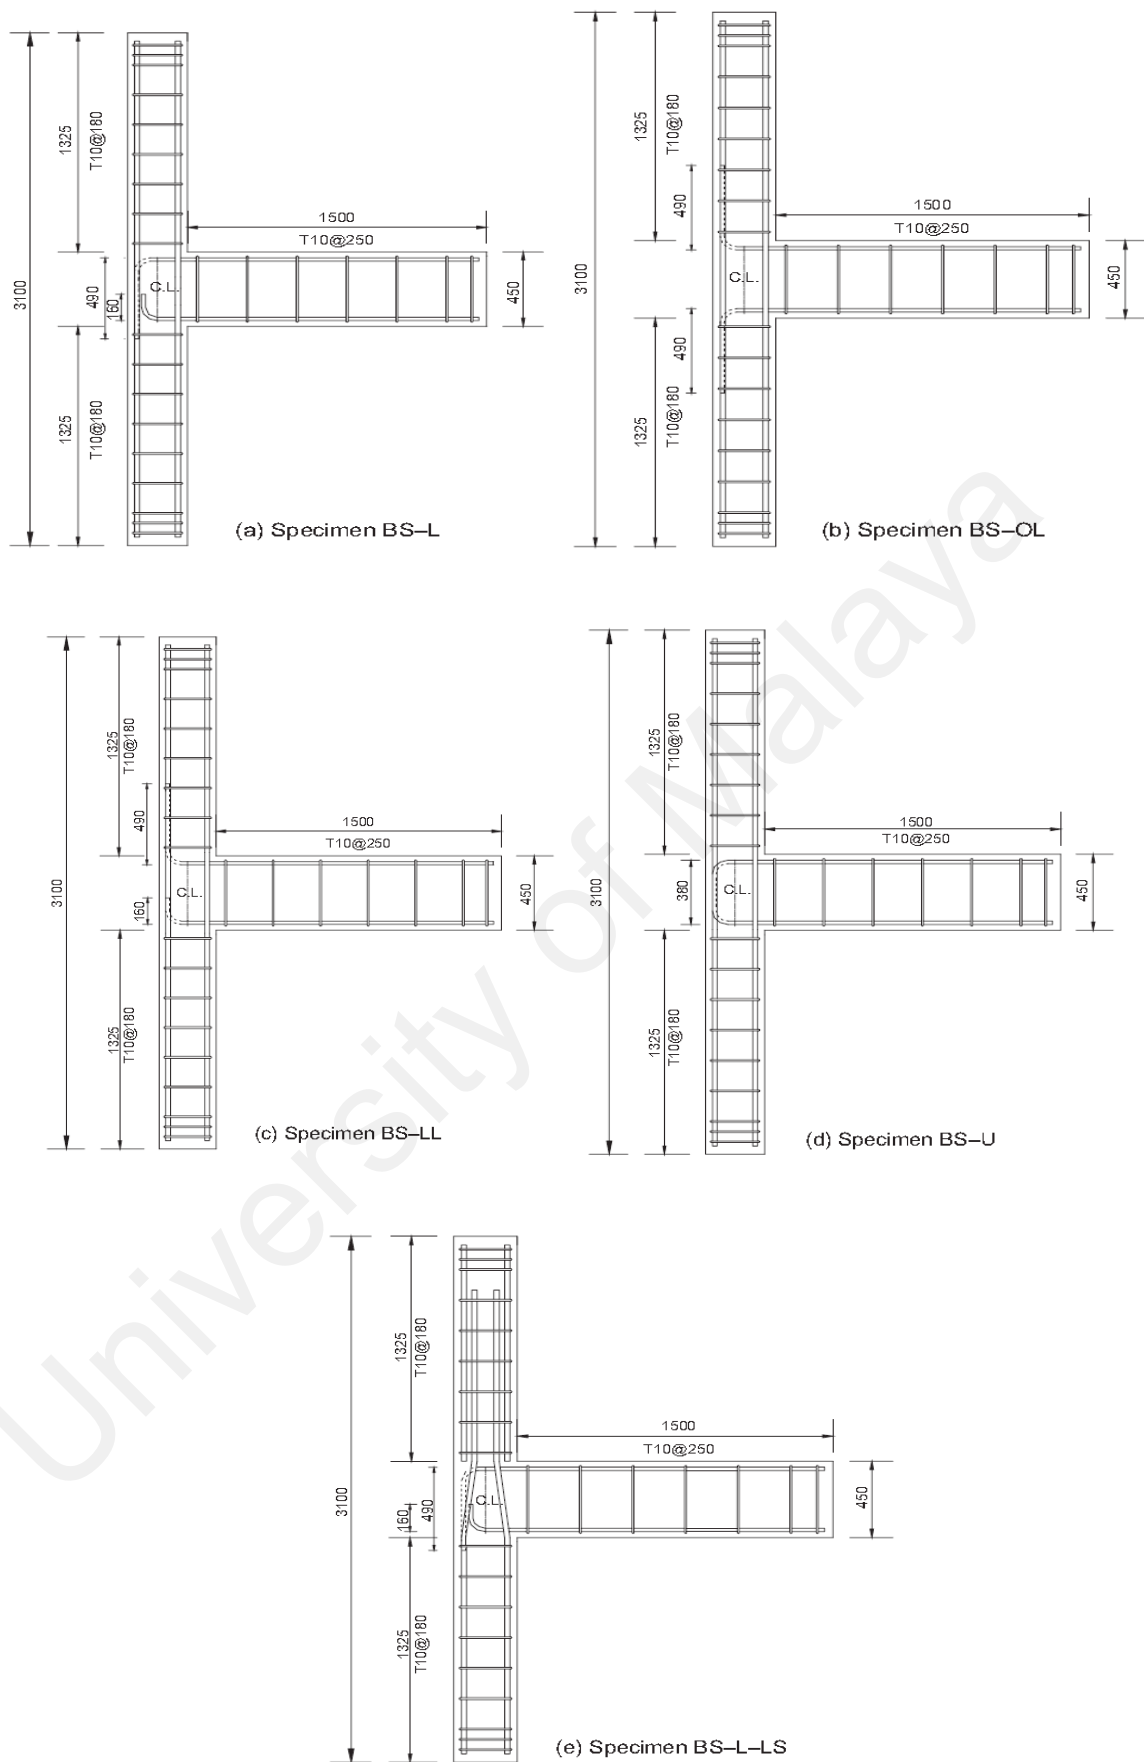 3100
1325
T10@180
490
160
1325
T10@180
C.L.
1500
T10@250
450
(a) Specimen BS–L
3100
1325
T10@180
490
490
1325
T10@180
C.L.
1500
T10@250
450
(b) Specimen BS–OL
3100
1325
T10@180
490
160
1325
T10@180
C.L.
1500
T10@250
450
(c) Specimen BS–LL
3100
1325
T10@180
380
1325
T10@180
C.L.
1500
T10@250
450
(d) Specimen BS–U
3100
1325
T10@180
490
160
1325
T10@180
C.L.
1500
T10@250
450
(e) Specimen BS–L–LS
University of Malaya